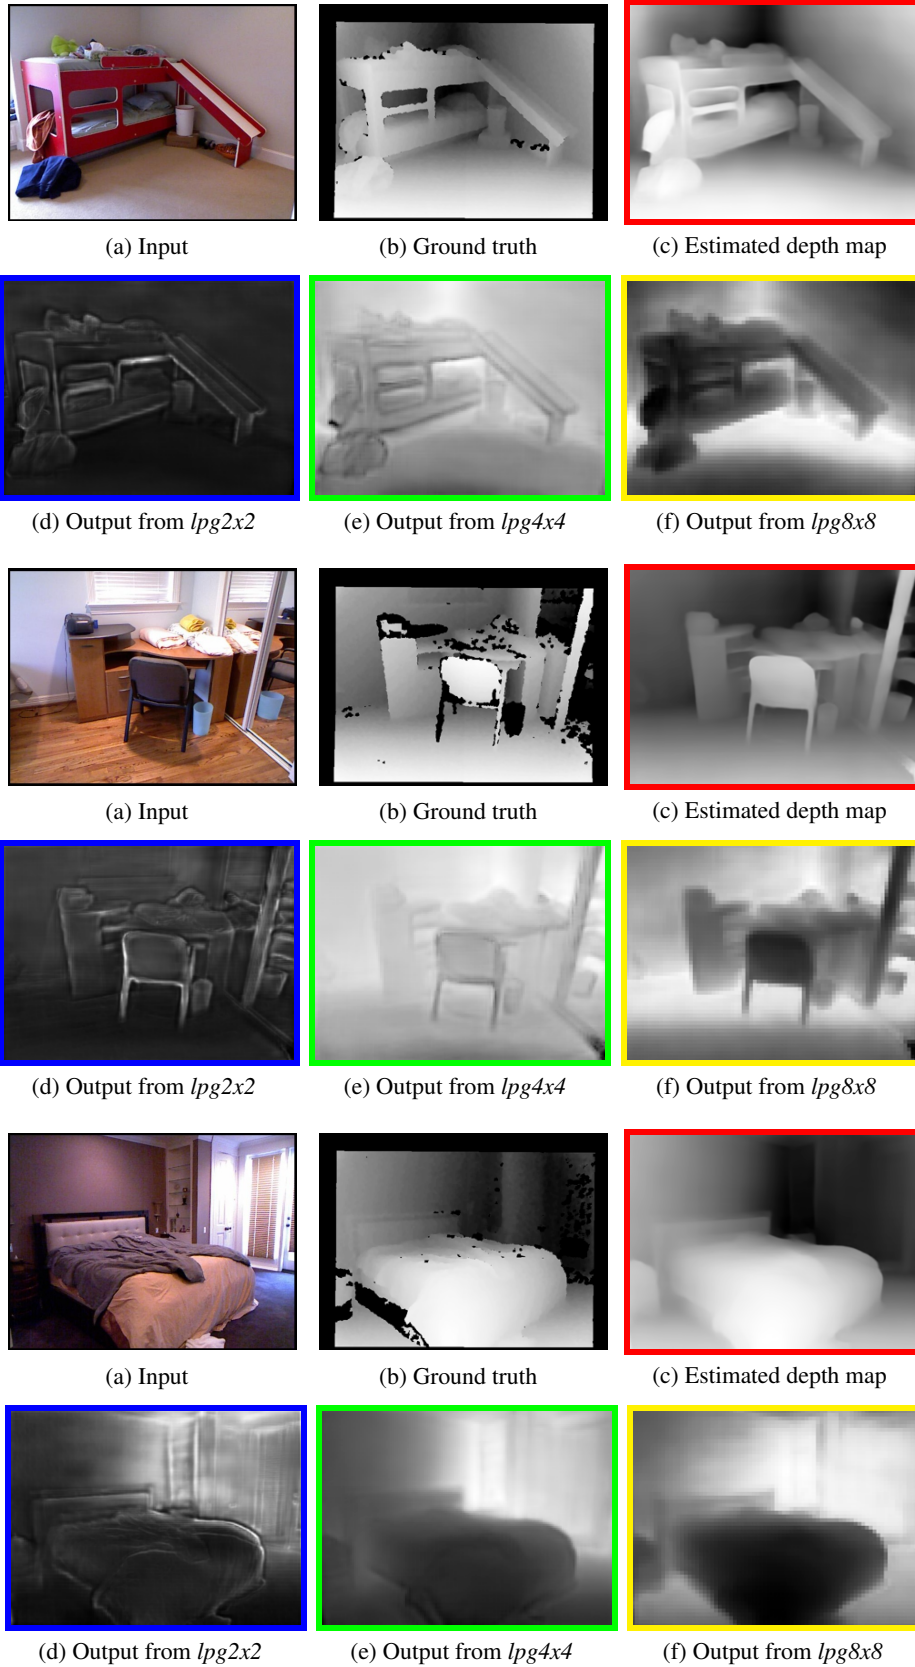 (a) Input
(b) Ground truth
(c) Estimated depth map
(d) Output from lpg2x2
(e) Output from lpg4x4
(f) Output from lpg8x8
(a) Input
(b) Ground truth
(c) Estimated depth map
(d) Output from lpg2x2
(e) Output from lpg4x4
(f) Output from lpg8x8
(a) Input
(b) Ground truth
(c) Estimated depth map
(d) Output from lpg2x2
(e) Output from lpg4x4
(f) Output from lpg8x8